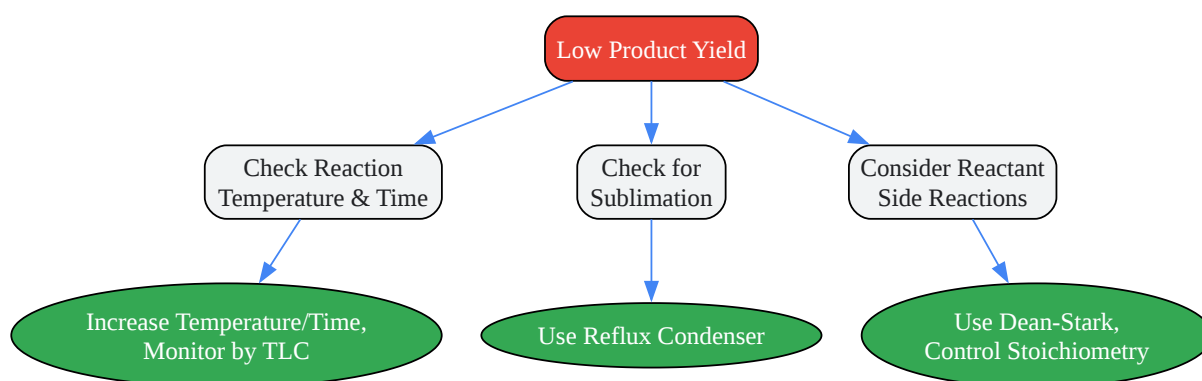 Low Product Yield
Check Reaction
Temperature & Time
Check for
Sublimation
Consider Reactant
Side Reactions
Increase Temperature/Time,
Monitor by TLC
Use Reflux Condenser
Use Dean-Stark,
Control Stoichiometry